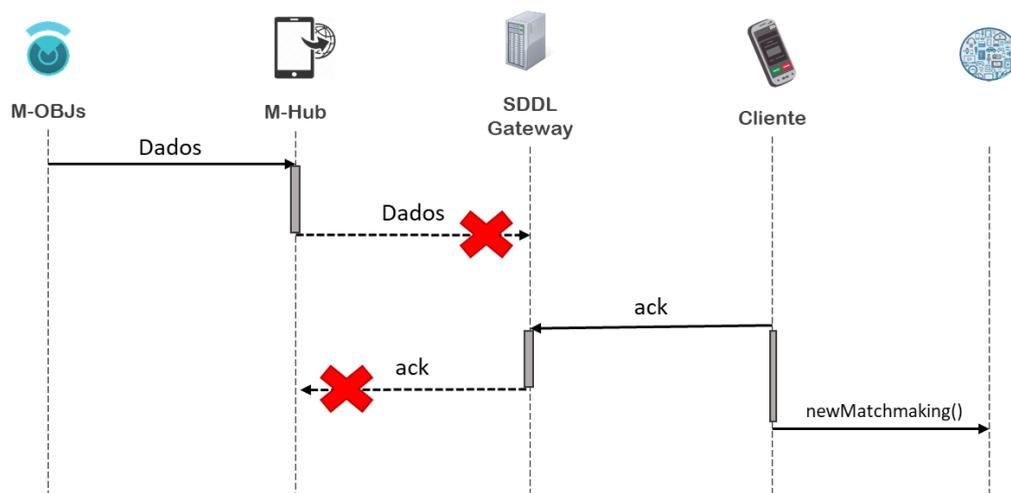 M-OBJs
M-Hub
SDDL
Gateway
Cliente
Dados
Dados
ack
ack
newMatchmaking()